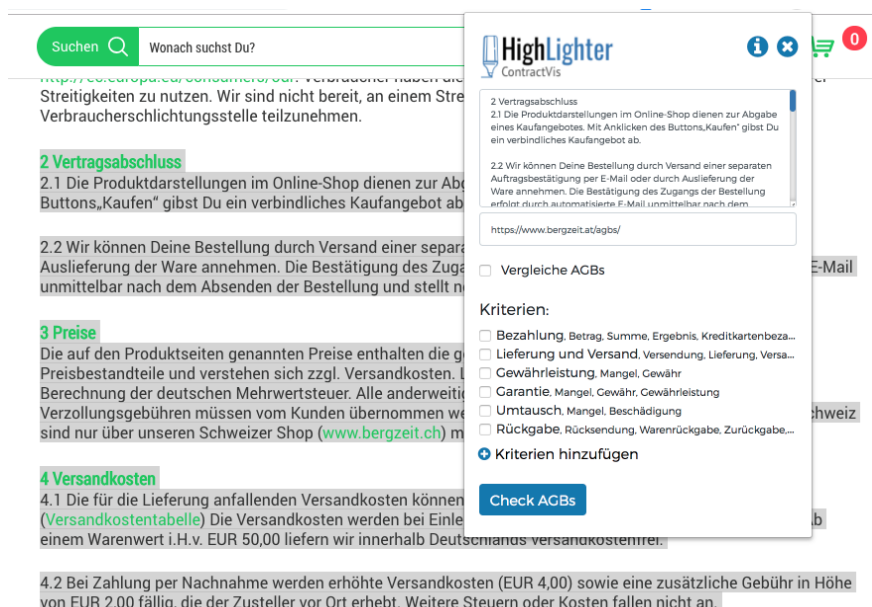 Suchen
Wonach suchst Du?
0
Streitigkeiten zu nutzen. Wir sind nicht bereit, an einem Stre
Verbraucherschlichtungsstelle teilzunehmen.
2 Vertragsabschluss
2.1 Die Produktdarstellungen im Online-Shop dienen zur Abg
Buttons„Kaufen“ gibst Du ein verbindliches Kaufangebot ab
2.2 Wir können Deine Bestellung durch Versand einer separa
Auslieferung der Ware annehmen. Die Bestätigung des Zuga E-Mail
unmittelbar nach dem Absenden der Bestellung und stellt n
3 Preise
Die auf den Produktseiten genannten Preise enthalten die g
Preisbestandteile und verstehen sich zzgl. Versandkosten. L
Berechnung der deutschen Mehrwertsteuer. Alle anderweiti
Verzollungsgebühren müssen vom Kunden übernommen we chweiz
sind nur über unseren Schweizer Shop (www.bergzeit.ch) m
4 Versandkosten
4.1 Die für die Lieferung anfallenden Versandkosten können
(Versandkostentabelle) Die Versandkosten werden bei Einle b
einem Warenwert i.H.v. EUR 50,00 liefern wir innerhalb Deutschlands versandkostenfrei.
4.2 Bei Zahlung per Nachnahme werden erhöhte Versandkosten (EUR 4,00) sowie eine zusätzliche Gebühr in Höhe
von EUR 2,00 fällig, die der Zusteller vor Ort erhebt. Weitere Steuern oder Kosten fallen nicht an.
HighLighter
ContractVis
2 Vertragsabschluss
2.1 Die Produktdarstellungen im Online-Shop dienen zur Abgabe
eines Kaufangebotes. Mit Anklicken des Buttons„Kaufen“ gibst Du
ein verbindliches Kaufangebot ab.
2.2 Wir können Deine Bestellung durch Versand einer separaten
Auftragsbestätigung per E-Mail oder durch Auslieferung der
Ware annehmen. Die Bestätigung des Zugangs der Bestellung
erfolgt durch automatisierte E-Mail unmittelbar nach dem
https://www.bergzeit.at/agbs/
Vergleiche AGBs
Kriterien:
Bezahlung, Betrag, Summe, Ergebnis, Kreditkartenbeza...
Lieferung und Versand, Versendung, Lieferung, Versa...
Gewährleistung, Mangel, Gewähr
Garantie, Mangel, Gewähr, Gewährleistung
Umtausch, Mangel, Beschädigung
Rückgabe, Rücksendung, Warenrückgabe, Zurückgabe,...
Kriterien hinzufügen
Check AGBs